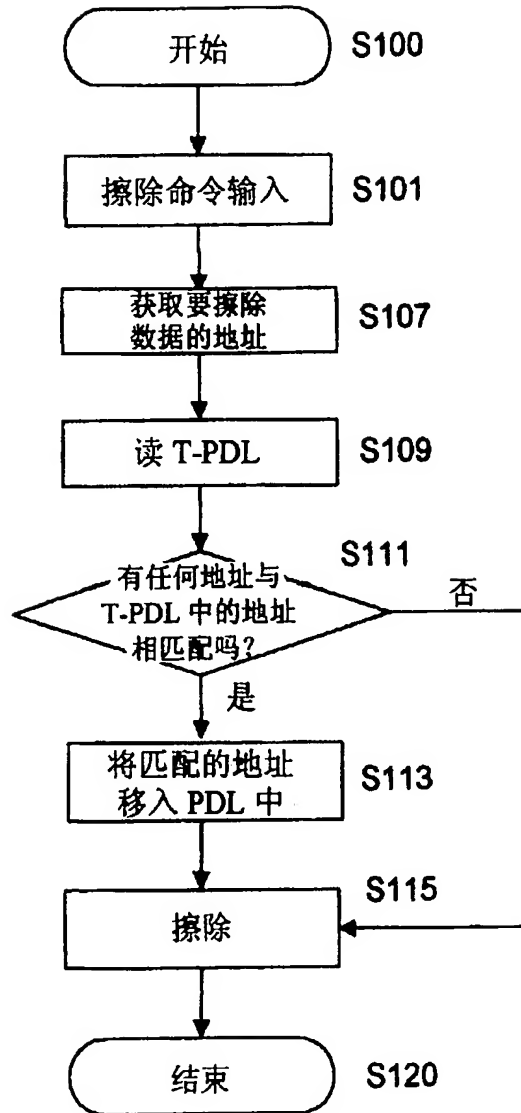 开始
S100
擦除命令输入
S101
获取要擦除
数据的地址
S107
读 T-PDL
S109
S111
有任何地址与
T-PDL 中的地址
相匹配吗？
否
是
将匹配的地址
移入 PDL 中
S113
S115
擦除
结束
S120